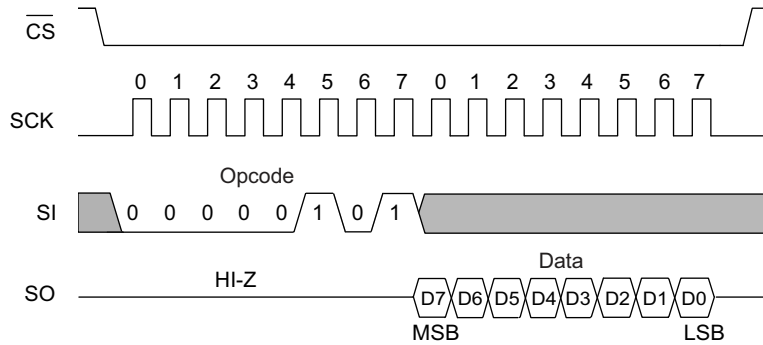 CS
0 1 2 3 4 5 6 7 0 1 2 3 4 5 6 7
SCK
Opcode
SI 0 0 0 0 0 1 0 1
Data
HI-Z
SO D7 D6 D5 D4 D3 D2 D1 D0
MSB LSB